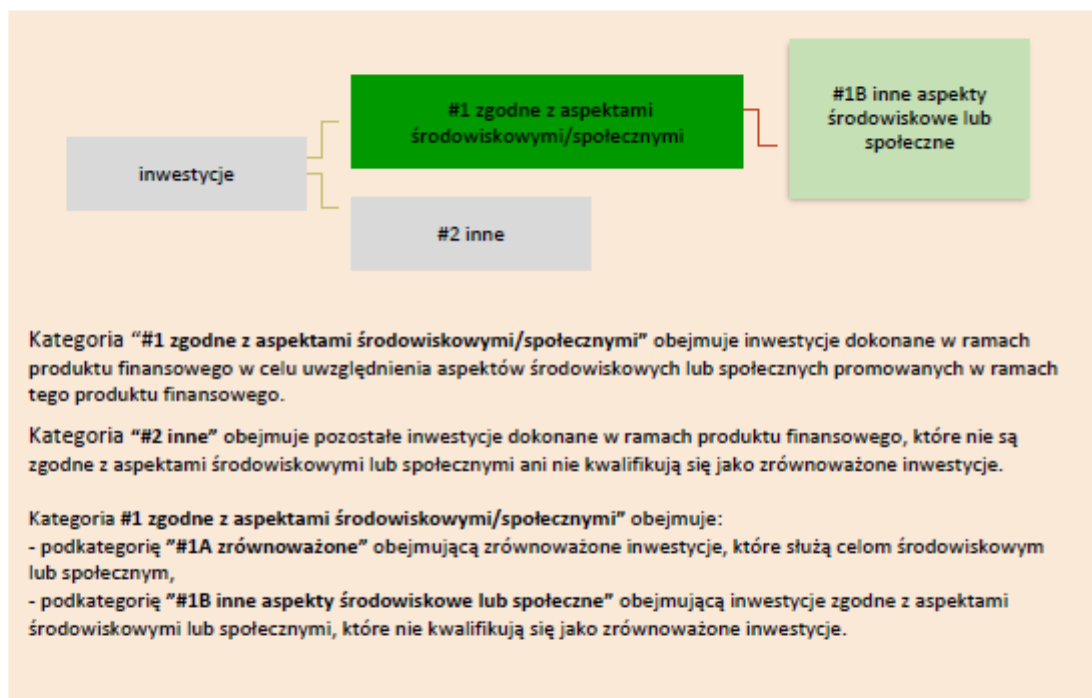 #1 zgodne z aspektami
środowiskowymi/społecznymi
#1B inne aspekty
środowiskowe lub
społeczne
inwestycje
#2 inne
Kategoria “#1 zgodne z aspektami środowiskowymi/społecznymi” obejmuje inwestycje dokonane w ramach
produktu finansowego w celu uwzględnienia aspektów środowiskowych lub społecznych promowanych w ramach
tego produktu finansowego.
Kategoria “#2 inne” obejmuje pozostałe inwestycje dokonane w ramach produktu finansowego, które nie są
zgodne z aspektami środowiskowymi lub społecznymi ani nie kwalifikują się jako zrównoważone inwestycje.
Kategoria #1 zgodne z aspektami środowiskowymi/społecznymi” obejmuje:
- podkategorię ”#1A zrównoważone” obejmującą zrównoważone inwestycje, które służą celom środowiskowym
lub społecznym,
- podkategorię ”#1B inne aspekty środowiskowe lub społeczne” obejmującą inwestycje zgodne z aspektami
środowiskowymi lub społecznymi, które nie kwalifikują się jako zrównoważone inwestycje.